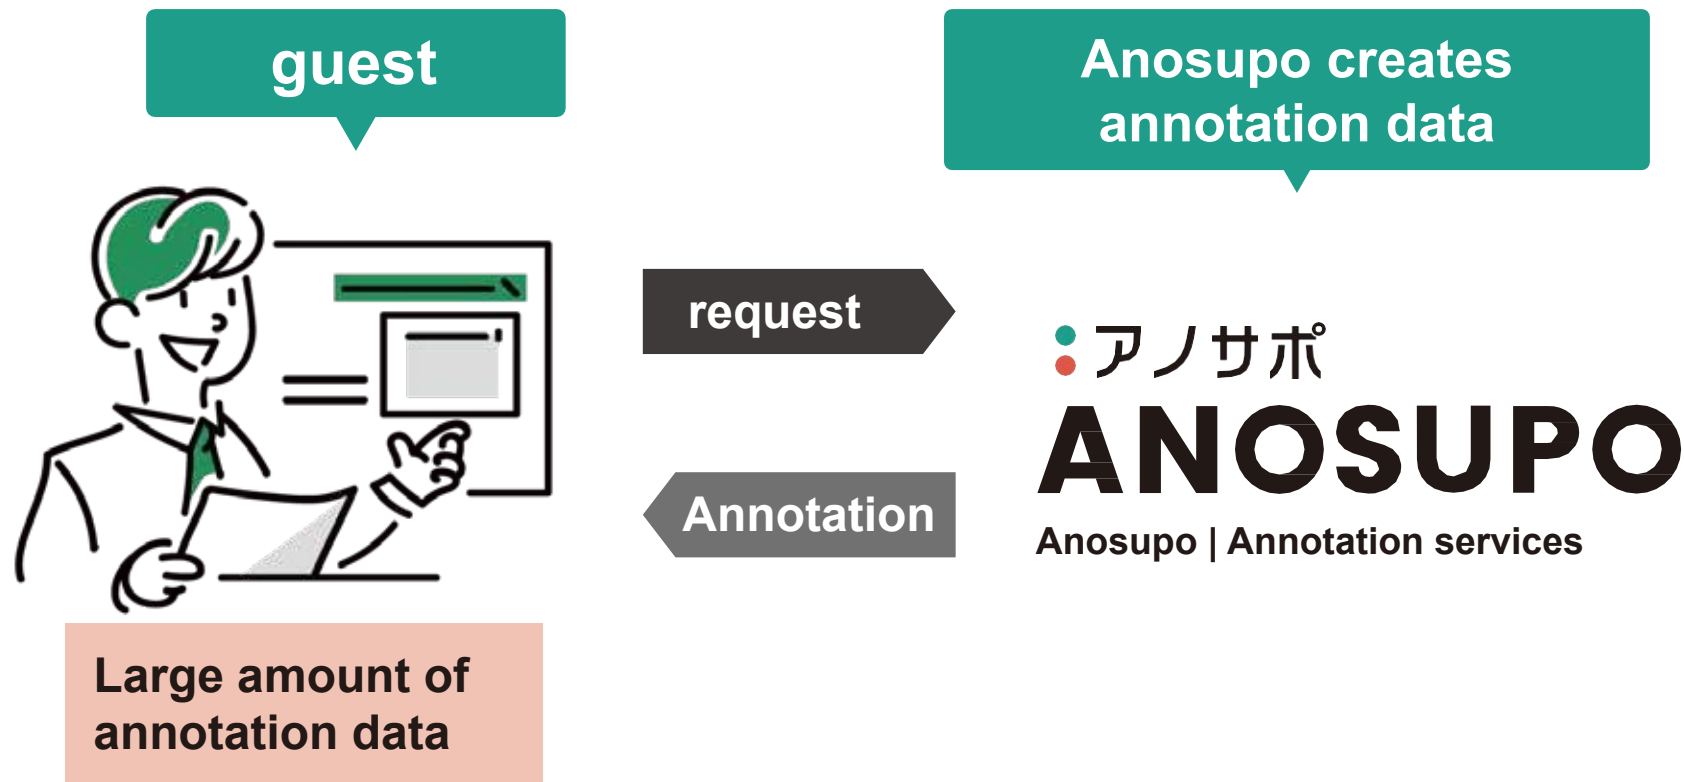 guest
Anosupo creates
annotation data
request
アノサポ
ANOSUPO
Annotation
Anosupo | Annotation services
Large amount of
annotation data